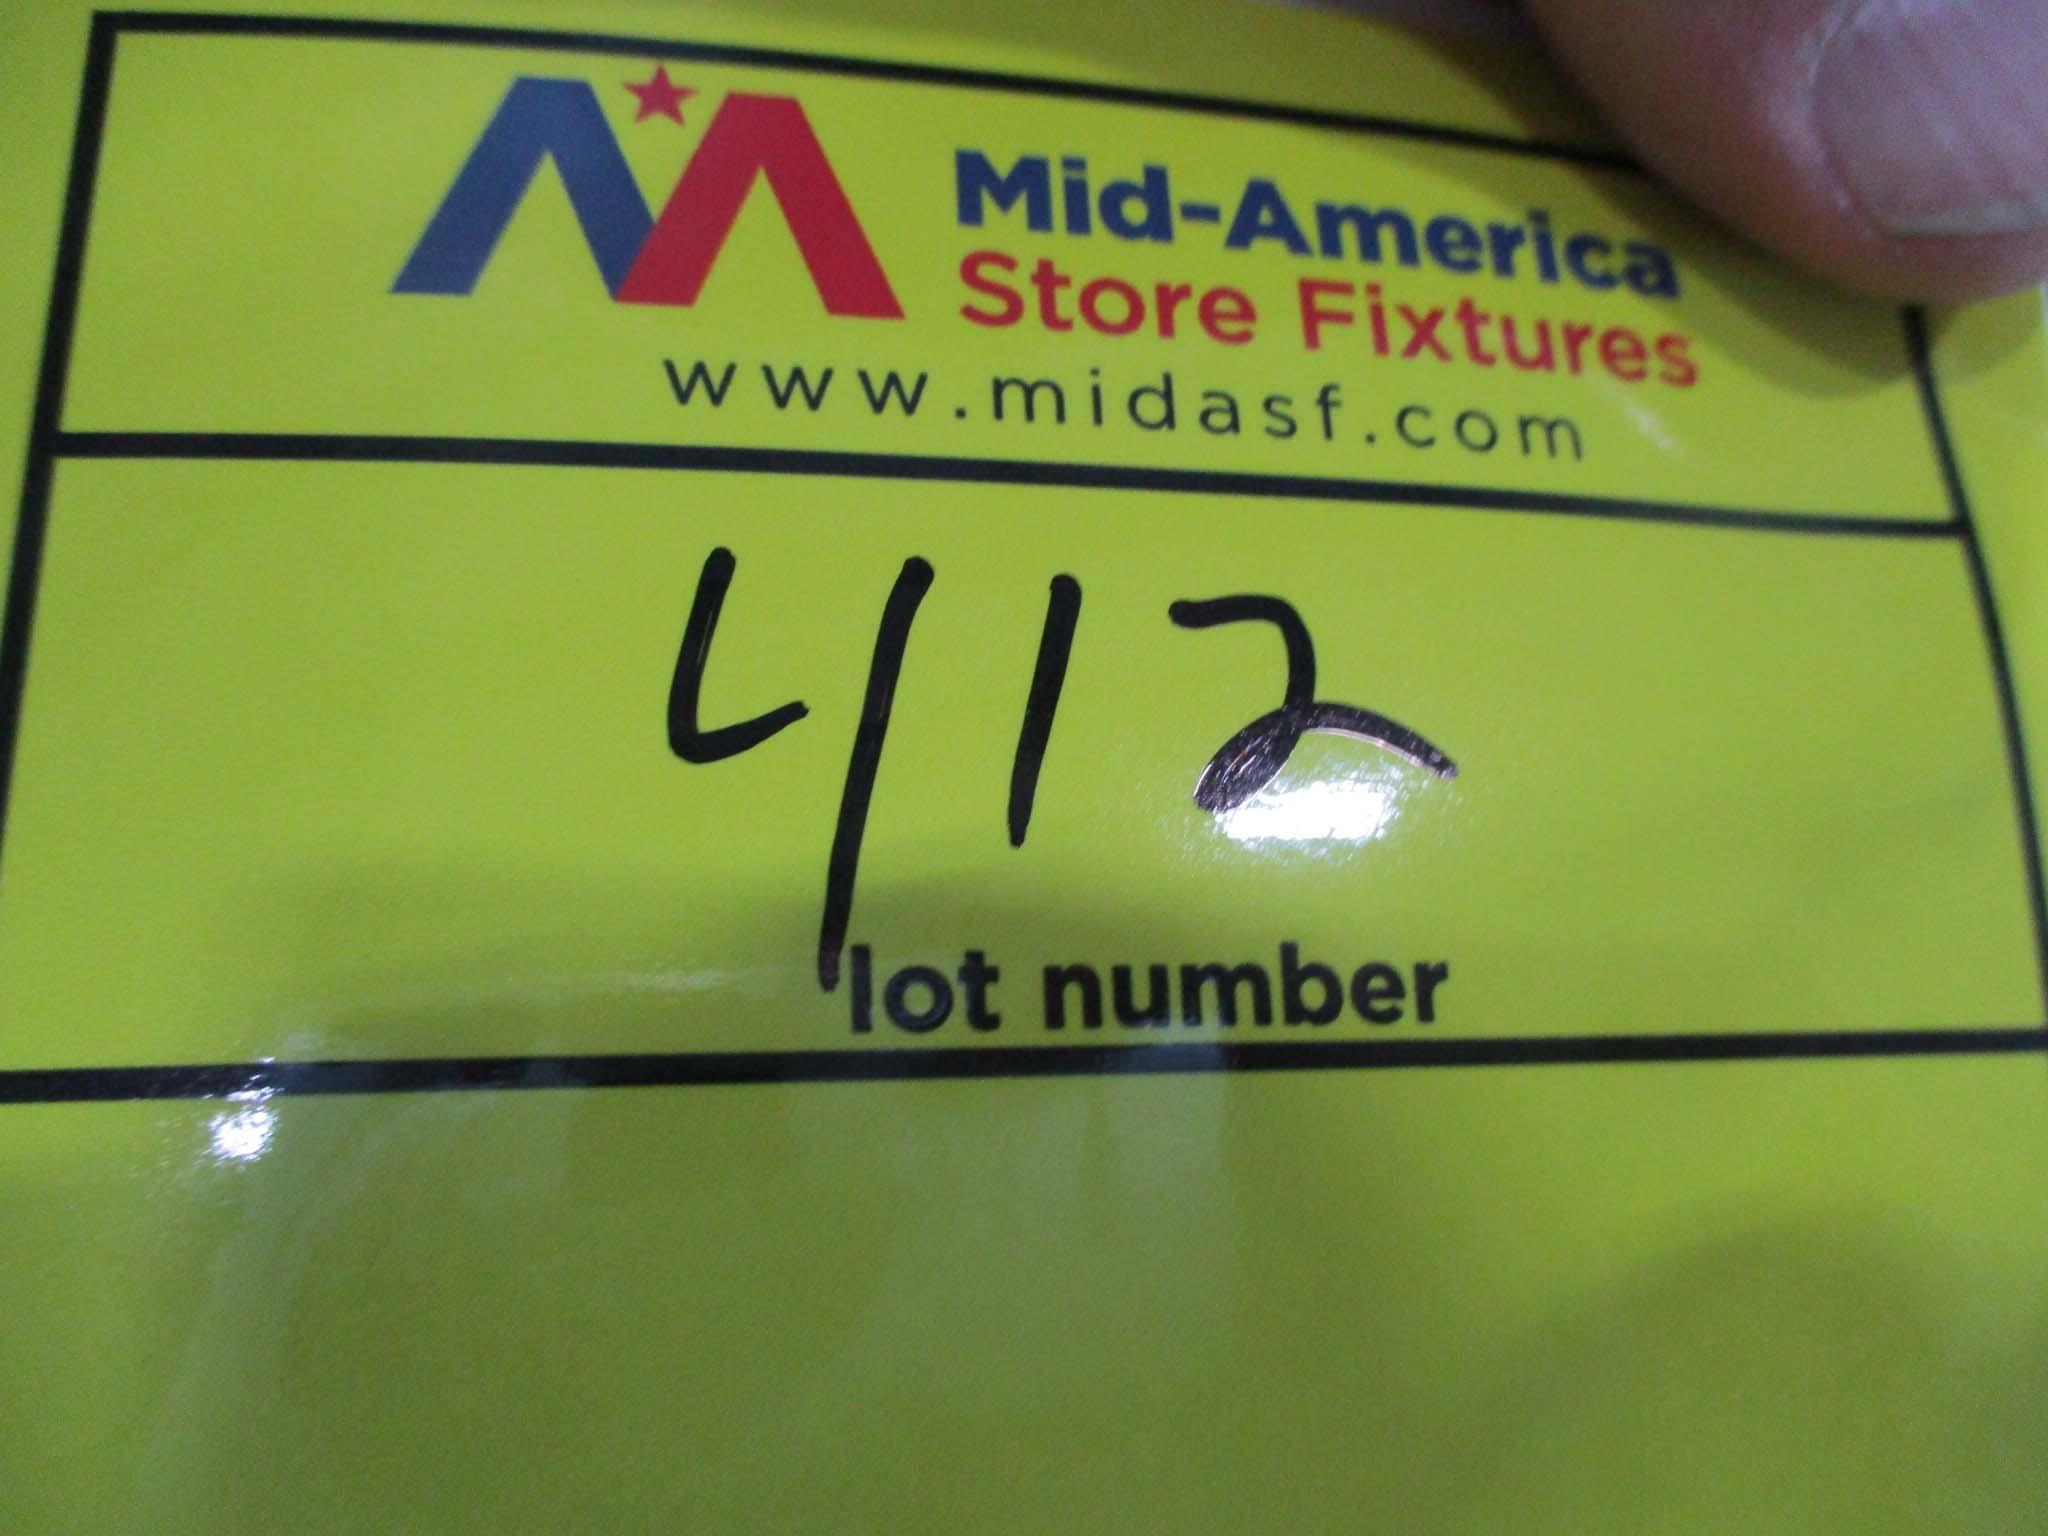 Mid-America
Store Fixtures
www.midasf.com
412
lot number